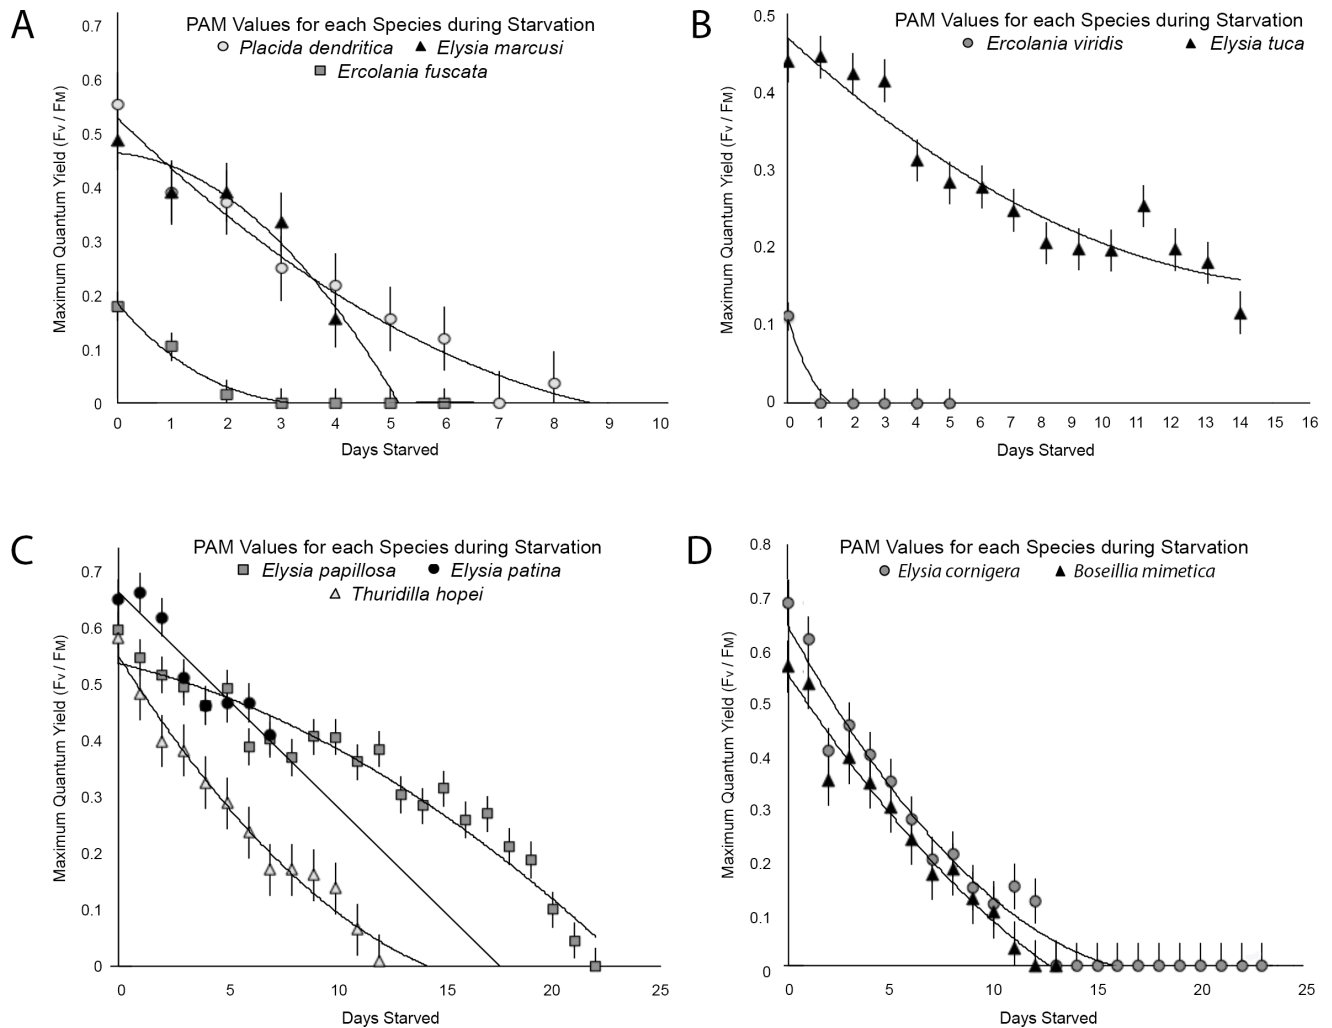 A
PAM Values for each Species during Starvation
Placida dendritica Elysia marcusi
Ercolania fuscata
Maximum Quantum Yield (Fv / FM)
0.7
0.6
0.5
0.4
0.3
0.2
0.1
0
0 1 2 3 4 5 6 7 8 9 10
Days Starved
B
PAM Values for each Species during Starvation
Ercolania viridis Elysia tuca
Maximum Quantum Yield (Fv / FM)
0.5
0.4
0.3
0.2
0.1
0
0 1 2 3 4 5 6 7 8 9 10 11 12 13 14 15 16
Days Starved
C
PAM Values for each Species during Starvation
Elysia papillosa Elysia patina
Thuridilla hopei
Maximum Quantum Yield (Fv / FM)
0.7
0.6
0.5
0.4
0.3
0.2
0.1
0
0 5 10 15 20 25
Days Starved
D
PAM Values for each Species during Starvation
Elysia cornigera Boseillia mimetica
Maximum Quantum Yield (Fv / FM)
0.8
0.7
0.6
0.5
0.4
0.3
0.2
0.1
0
0 5 10 15 20 25
Days Starved